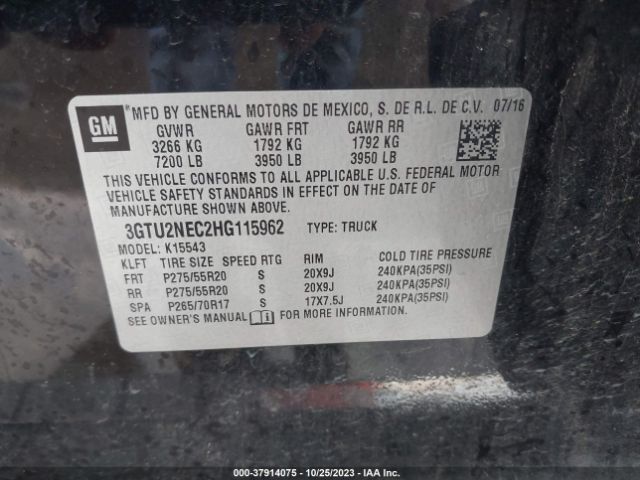 GM
*MFD BY GENERAL MOTORS DE MEXICO, S. DE R.L. DE C.V. 07/16
GVWR GAWR FRT GAWR RR
3266 KG 1792 KG 1792 KG
7200 LB 3950 LB 3950 LB
THIS VEHICLE CONFORMS TO ALL APPLICABLE U.S. FEDERAL MOTOR
VEHICLE SAFETY STANDARDS IN EFFECT ON THE DATE OF
MANUFACTURE SHOWN ABOVE.
3GTU2NEC2HG115962 TYPE: TRUCK
MODEL: K15543
KLFT TIRE SIZE SPEED RTG RIM COLD TIRE PRESSURE
FRT P275/55R20 S 20X9J 240KPA(35PSI)
RR P275/55R20 S 20X9J 240KPA(35PSI)
SPA P265/70R17 S 17X7.5J 240KPA(35PSI)
SEE OWNER'S MANUAL FOR MORE INFORMATION.
000-37914075 - 10/25/2023 - IAA Inc.